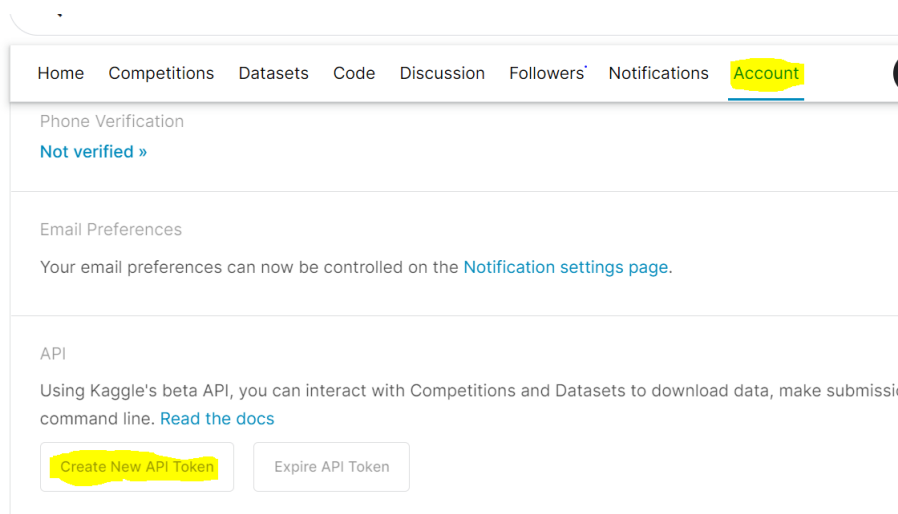 Home Competitions Datasets Code Discussion Followers Notifications Account
Phone Verification
Not verified »
Email Preferences
Your email preferences can now be controlled on the Notification settings page.
API
Using Kaggle's beta API, you can interact with Competitions and Datasets to download data, make
command line. Read the docs
Create New API Token Expire API Token